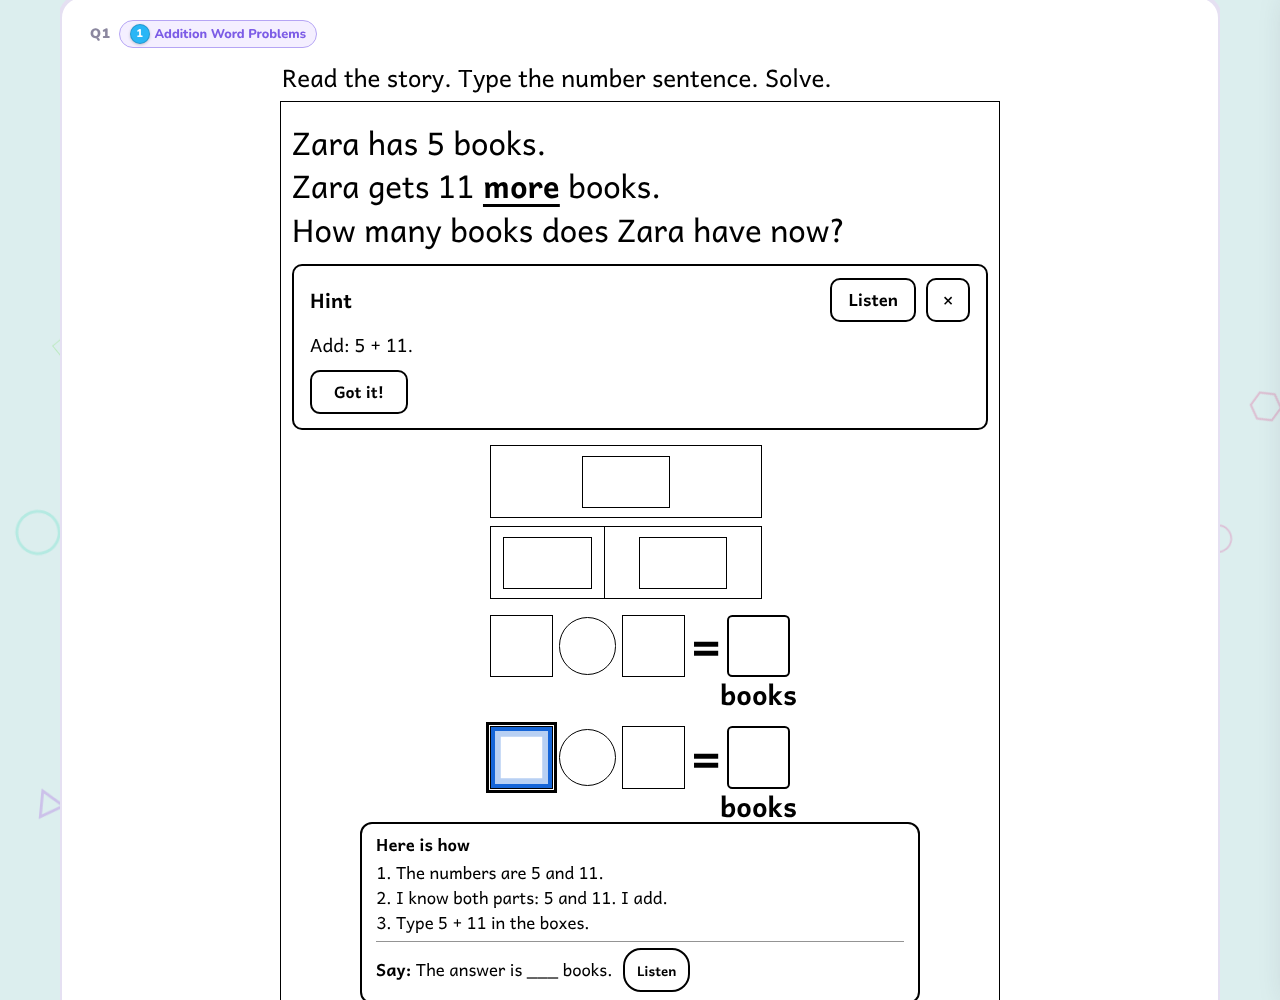 Q1 1 Addition Word Problems
Read the story. Type the number sentence. Solve.
Zara has 5 books.
Zara gets 11 more books.
How many books does Zara have now?
Hint Listen ×
Add: 5 + 11.
Got it!
=
books
=
books
Here is how
1. The numbers are 5 and 11.
2. I know both parts: 5 and 11. I add.
3. Type 5 + 11 in the boxes.
Say: The answer is ___ books. Listen